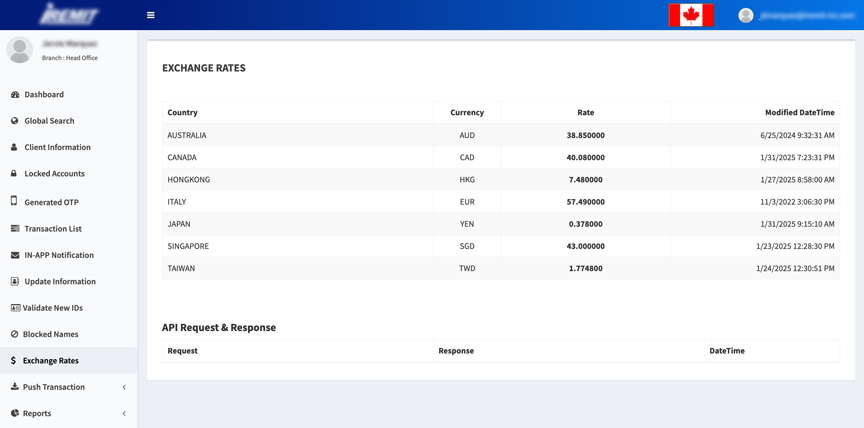 iREMIT
Branch : Head Office
Dashboard
Global Search
Client Information
Locked Accounts
Generated OTP
Transaction List
IN-APP Notification
Update Information
Validate New IDs
Blocked Names
Exchange Rates
Push Transaction
Reports
EXCHANGE RATES
Country Currency Rate Modified DateTime
AUSTRALIA AUD 38.850000 6/25/2024 9:32:31 AM
CANADA CAD 40.080000 1/31/2025 7:23:31 PM
HONGKONG HKG 7.480000 1/27/2025 8:58:00 AM
ITALY EUR 57.490000 11/3/2022 3:06:30 PM
JAPAN YEN 0.378000 1/31/2025 9:15:10 AM
SINGAPORE SGD 43.000000 1/23/2025 12:28:30 PM
TAIWAN TWD 1.774800 1/24/2025 12:30:51 PM
API Request & Response
Request Response DateTime